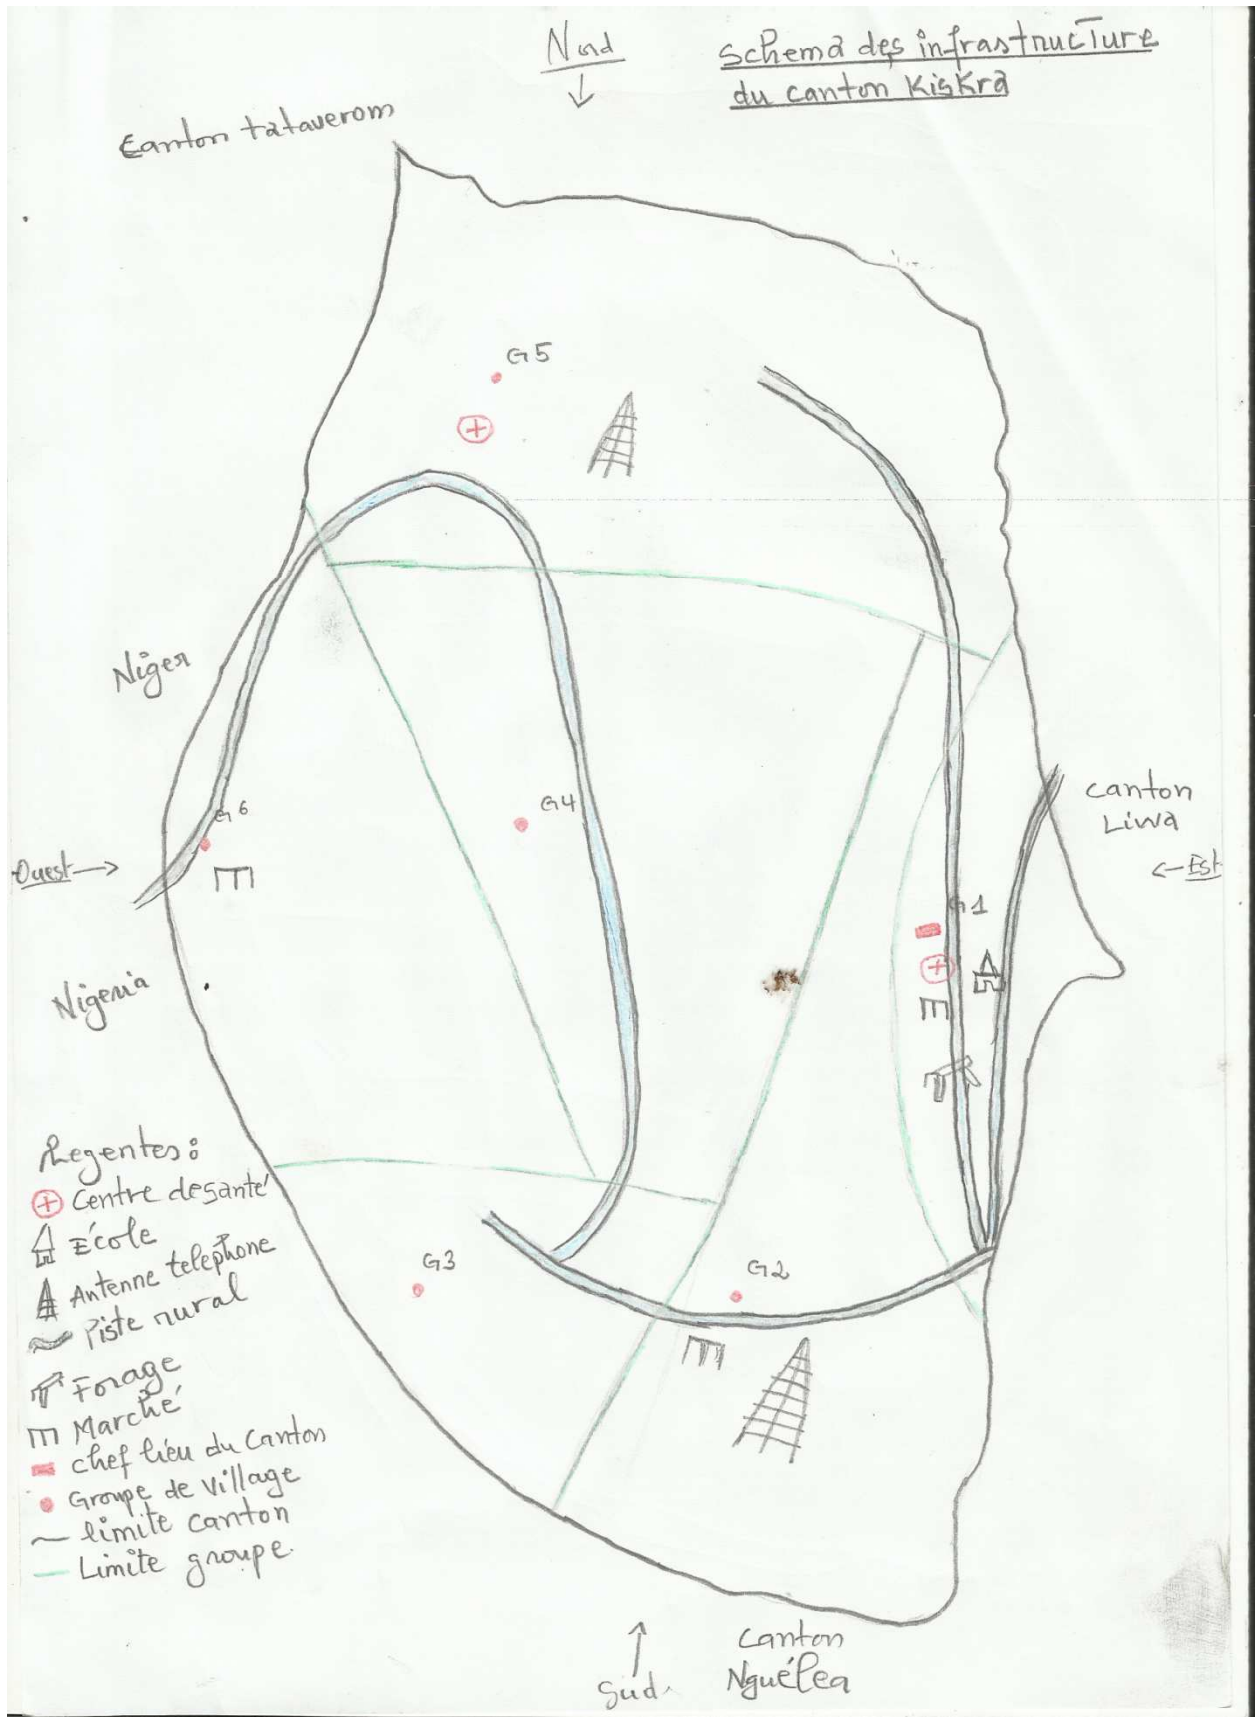 Nord
schema des infrastructure
du canton Kiskra
Canton tataverom
G5
Niger
G6
G4
canton
Liwa
Ouest
Est
G1
Nigeria
Legentes:
Centre de santé
École
Antenne telephone
Piste rural
Forage
Marché
chef lieu du Canton
Groupe de village
limite canton
Limite groupe.
G3
G2
Sud
Canton
Nguélea